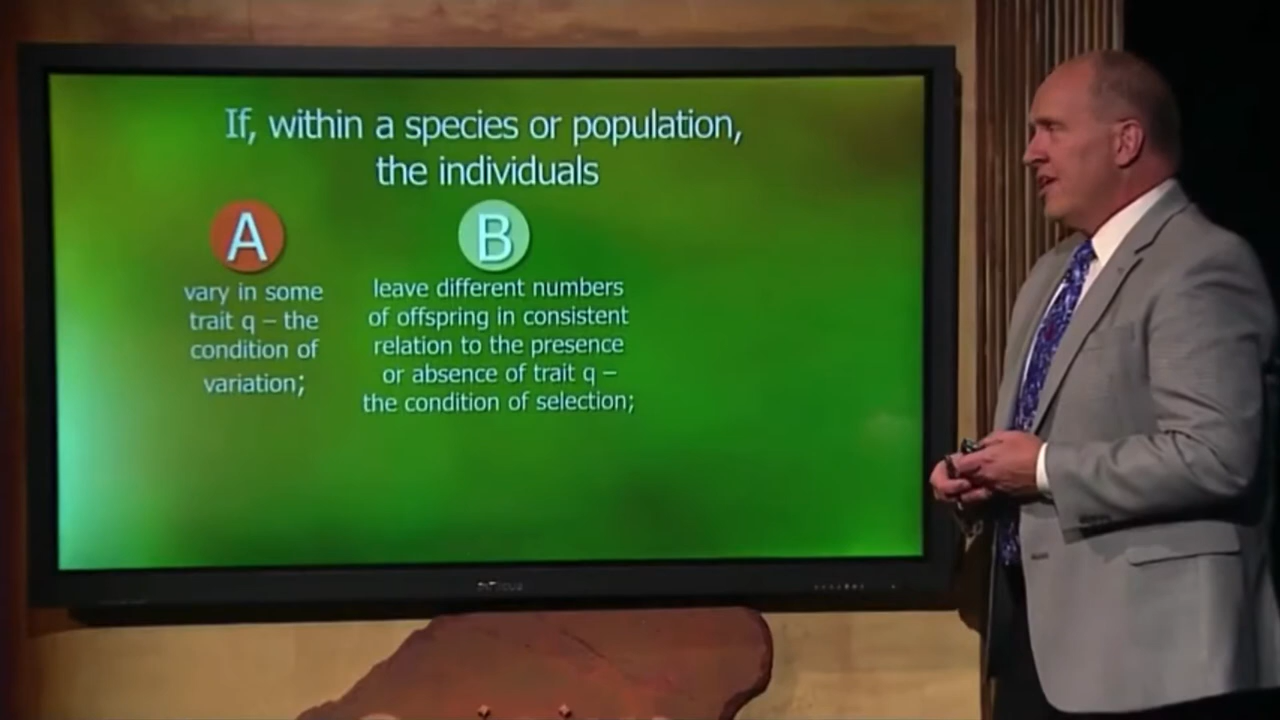 If, within a species or population,
the individuals
A
vary in some
trait q – the
condition of
variation;
B
leave different numbers
of offspring in consistent
relation to the presence
or absence of trait q –
the condition of selection;